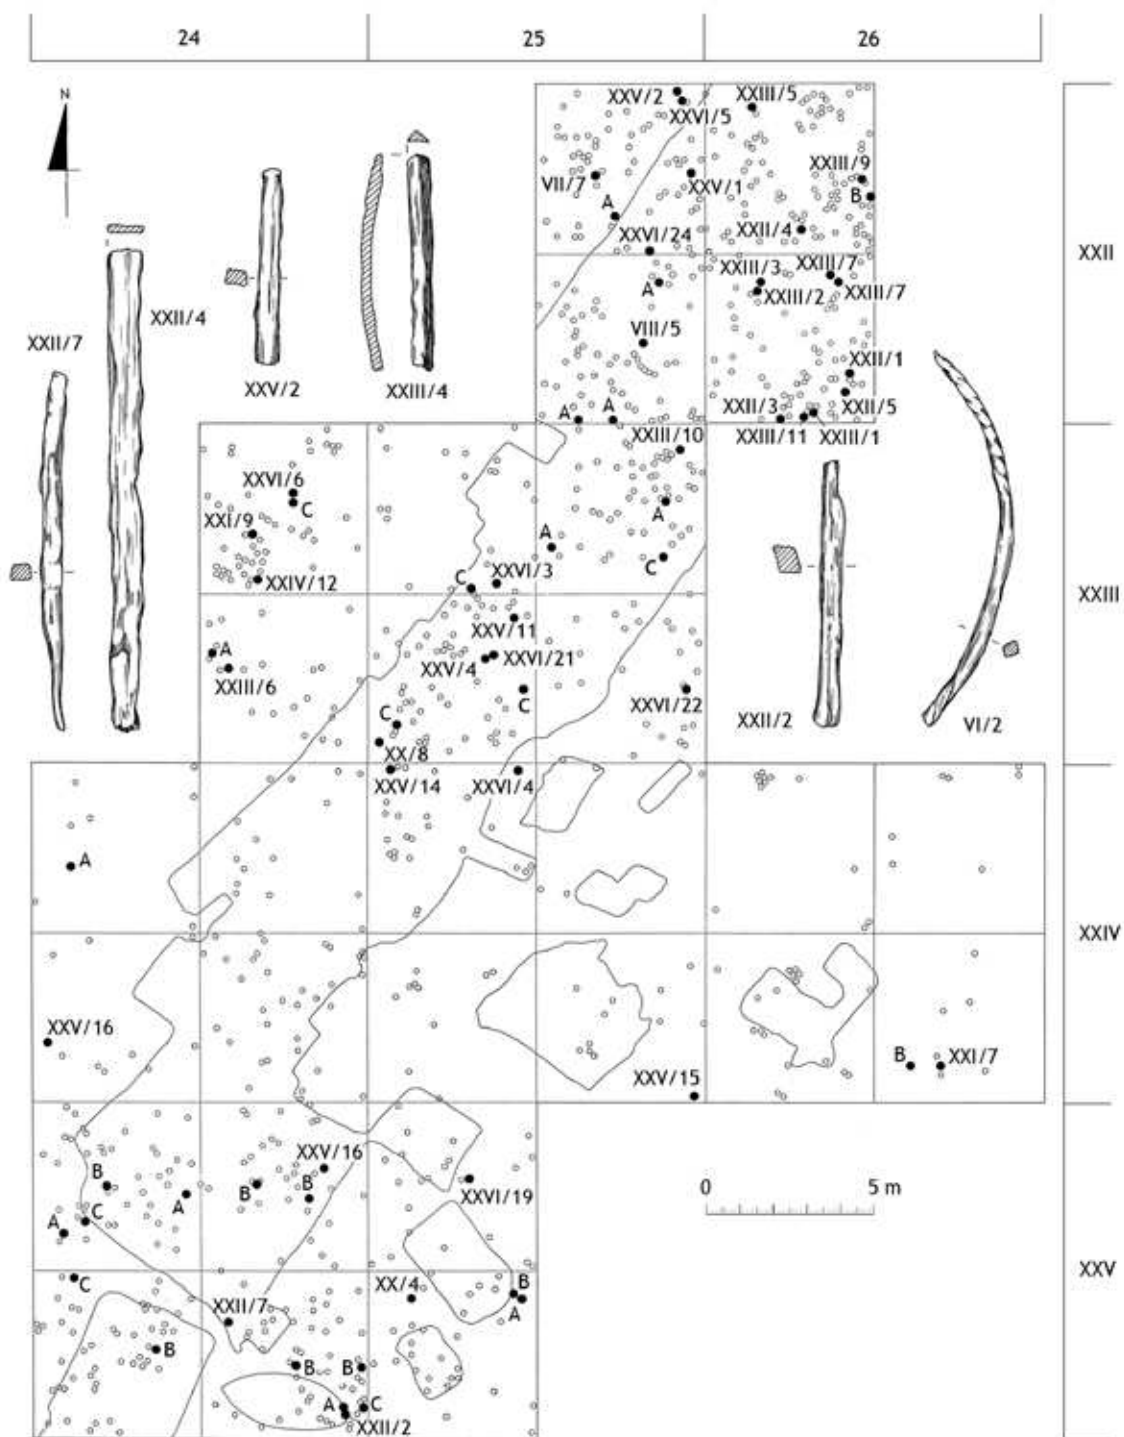 24 25 26
N
XXV/2 XXIII/5
XXVI/5
XXIII/9
VII/7 XXV/1
A B
XXVI/24 XXII/4
XXII
XXIII/3 XXIII/7
A XXIII/2 XXIII/7
XXII/4
XXII/7 VIII/5
XXII/1
XXV/2 XXIII/4
A A XXII/3 XXII/5
XXIII/10 XXIII/11 XXIII/1
XXVI/6
C A
XXI/9
A
C
XXIV/12 C XXVI/3
XXIII
XXV/11
A XXV/4 XXVI/21
XXIII/6
C XXVI/22 XXII/2 VI/2
C
XX/8
XXV/14 XXVI/4
A
XXIV
XXV/16
B XXI/7
XXV/15
XXV/16
B B B XXVI/19 0 5 m
A
A C
C XX/4 B
XXV
XXII/7 A
B B B
A C
XXII/2